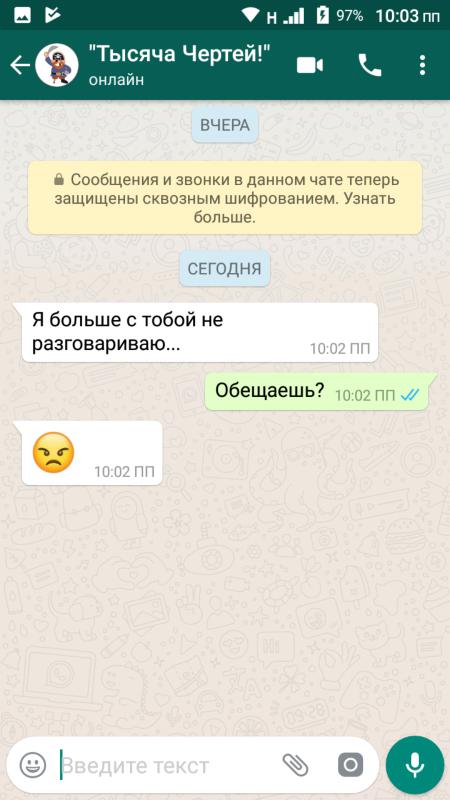 Н 97% 10:03 пп
"Тысяча Чертей!"
онлайн
ВЧЕРА
Сообщения и звонки в данном чате теперь
защищены сквозным шифрованием. Узнать
больше.
СЕГОДНЯ
Я больше с тобой не
разговариваю...
10:02 ПП
Обещаешь? 10:02 ПП
10:02 ПП
Введите текст